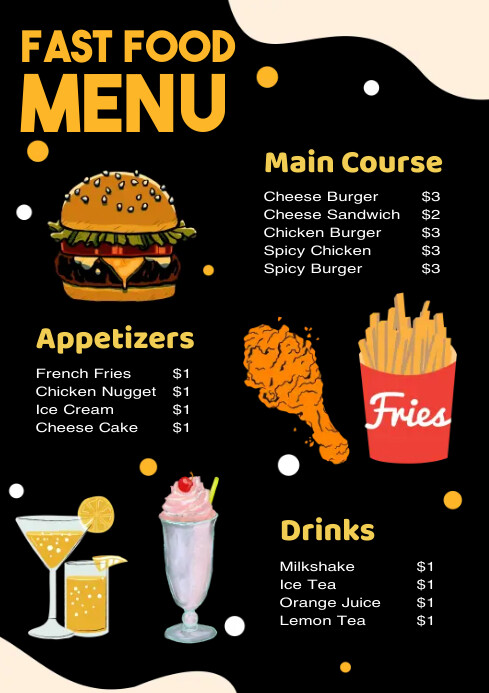 FAST FOOD
MENU
Main Course
Cheese Burger $3
Cheese Sandwich $2
Chicken Burger $3
Spicy Chicken $3
Spicy Burger $3
Appetizers
French Fries $1
Chicken Nugget $1
Ice Cream $1
Cheese Cake $1
Fries
Drinks
Milkshake $1
Ice Tea $1
Orange Juice $1
Lemon Tea $1